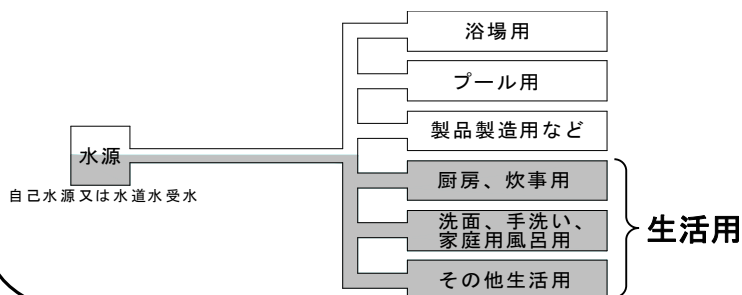 浴場用
プール用
製品製造用など
水源
自己水源又は水道水受水
厨房、炊事用
洗面、手洗い、
家庭用風呂用
生活用
その他生活用